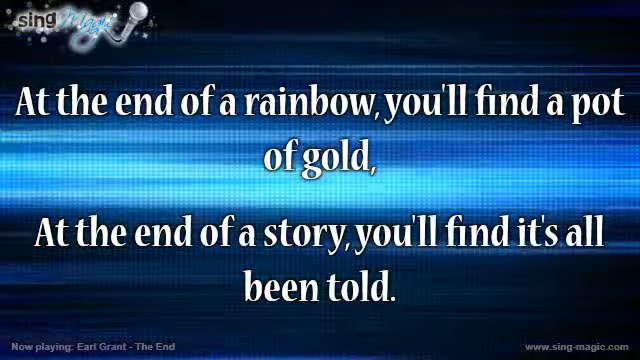 sing
Magic
At the end of a rainbow, you'll find a pot
of gold,
At the end of a story, you'll find it's all
been told.
Now playing: Earl Grant - The End
www.sing-magic.com